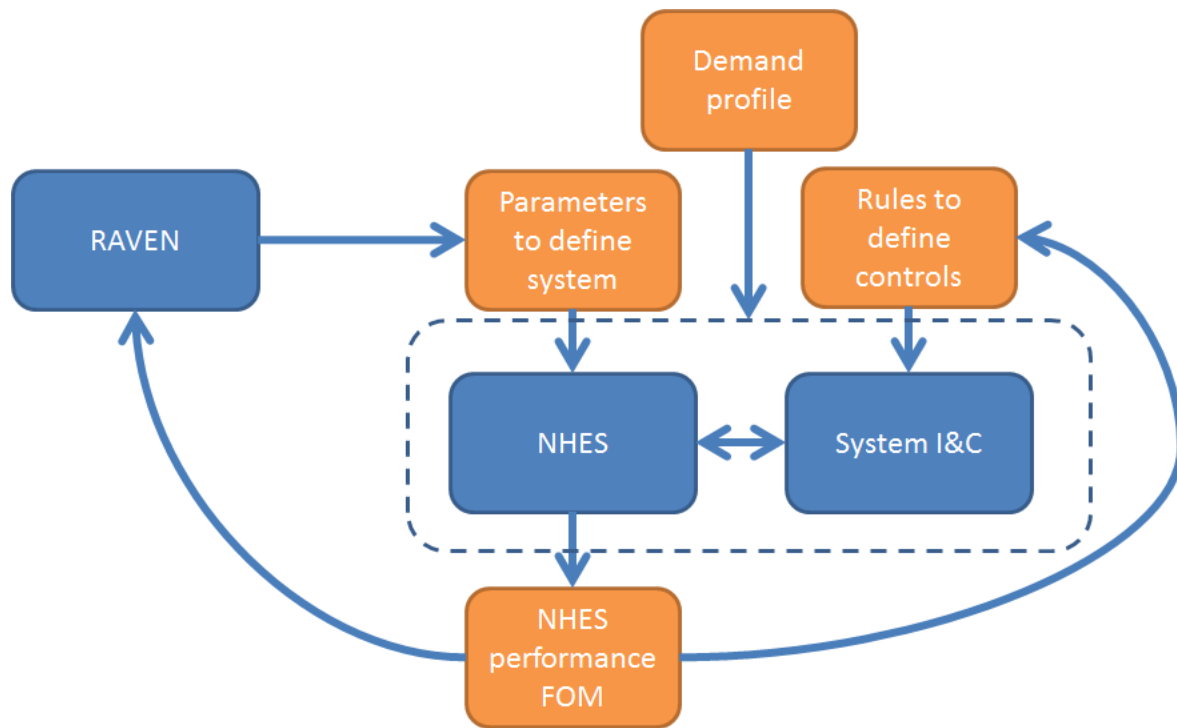 Demand
profile
RAVEN
Parameters
to define
system
Rules to
define
controls
NHES
System I&C
NHES
performance
FOM